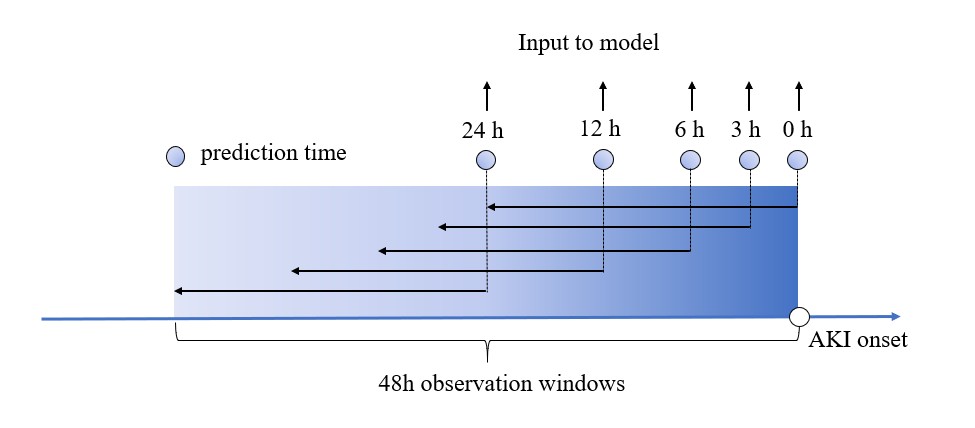 Input to model
24 h
12 h
6 h
3 h
0 h
prediction time
AKI onset
48h observation windows